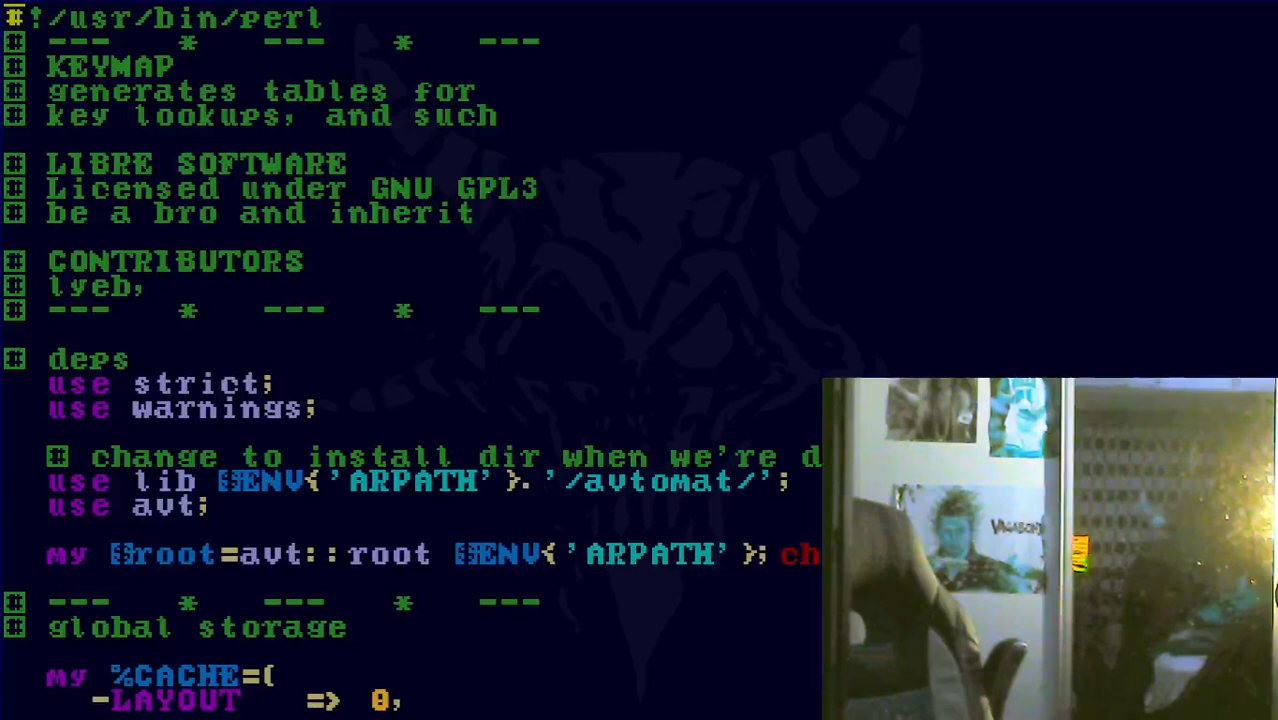 #!/usr/bin/perl
# --- * --- * ---
# KEYMAP
# generates tables for
# key lookups, and such
# LIBRE SOFTWARE
# Licensed under GNU GPL3
# be a bro and inherit
# CONTRIBUTORS
# lyeb,
# --- * --- * ---
# deps
use strict;
use warnings;
# change to install dir when we're d
use lib $ENV{'ARPATH'}.'/avtomat/';
use avt;
my $root=avt::root $ENV{'ARPATH'}; ch
# --- * --- * ---
# global storage
my %CACHE=(
-LAYOUT => 0,
VAGABOND